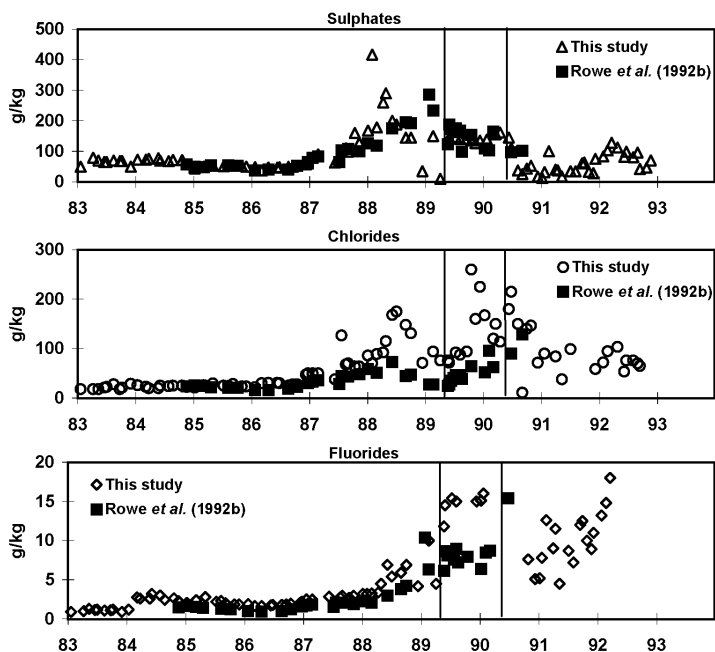 Sulphates
500
400
300
200
100
0
g/kg
This study
Rowe et al. (1992b)
83 84 85 86 87 88 89 90 91 92 93
Chlorides
300
200
100
0
g/kg
This study
Rowe et al. (1992b)
83 84 85 86 87 88 89 90 91 92 93
Fluorides
20
15
10
5
0
g/kg
This study
Rowe et al. (1992b)
83 84 85 86 87 88 89 90 91 92 93